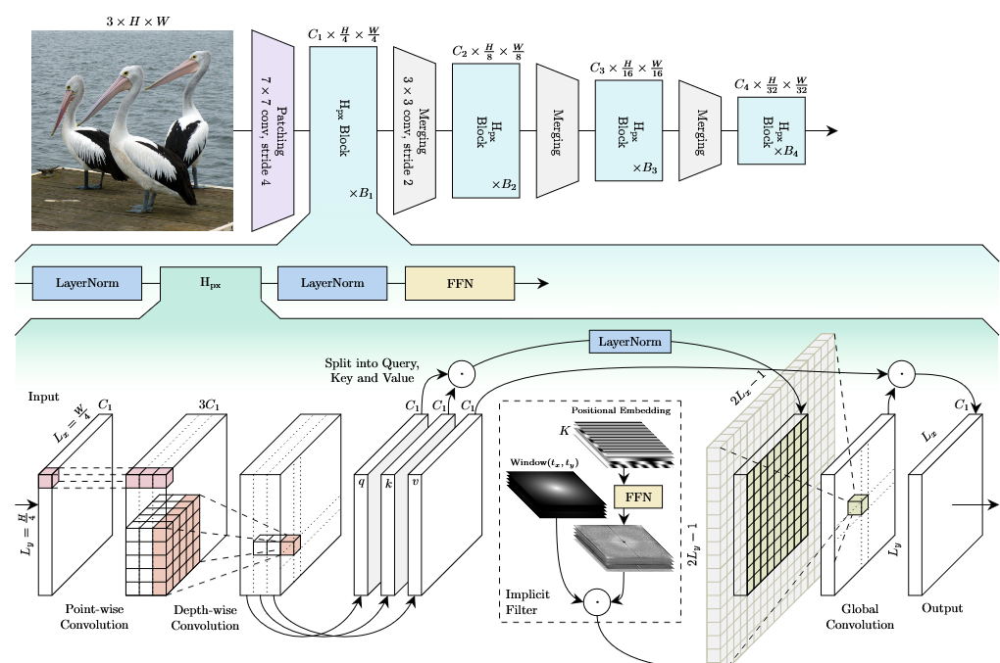 3 × H × W
Patching
7 × 7 conv, stride 4
C₁ × H/4 × W/4
Hpx Block
×B₁
Merging
3 × 3 conv, stride 2
C₂ × H/8 × W/8
Hpx
Block
×B₂
Merging
C₃ × H/16 × W/16
Hpx
Block
×B₃
Merging
C₄ × H/32 × W/32
Hpx
Block
×B₄
LayerNorm
Hpx
LayerNorm
FFN
LayerNorm
Split into Query,
Key and Value
Input
Lx = W/4
C₁
Ly = H/4
3C₁
Point-wise
Convolution
Depth-wise
Convolution
C₁
C₁
C₁
q
k
v
Positional Embedding
K
Window(tx, ty)
FFN
Implicit
Filter
2Lx − 1
2Ly − 1
Global
Convolution
Ly
C₁
Lx
Output